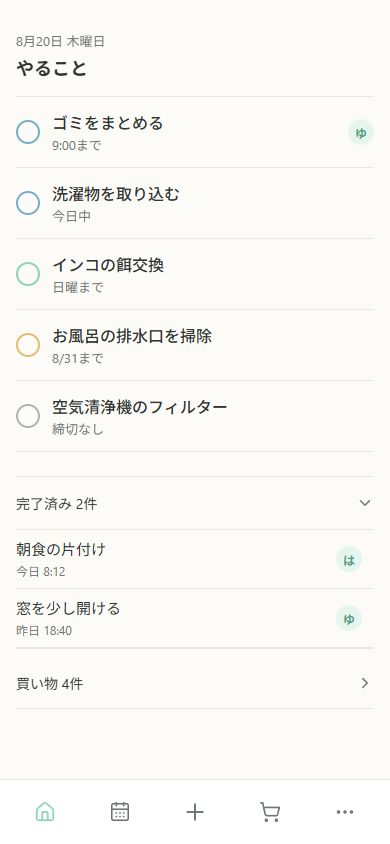 8月20日 木曜日
やること
ゴミをまとめる
9:00まで
ゆ
洗濯物を取り込む
今日中
インコの餌交換
日曜まで
お風呂の排水口を掃除
8/31まで
空気清浄機のフィルター
締切なし
完了済み 2件
朝食の片付け
今日 8:12
は
窓を少し開ける
昨日 18:40
ゆ
買い物 4件